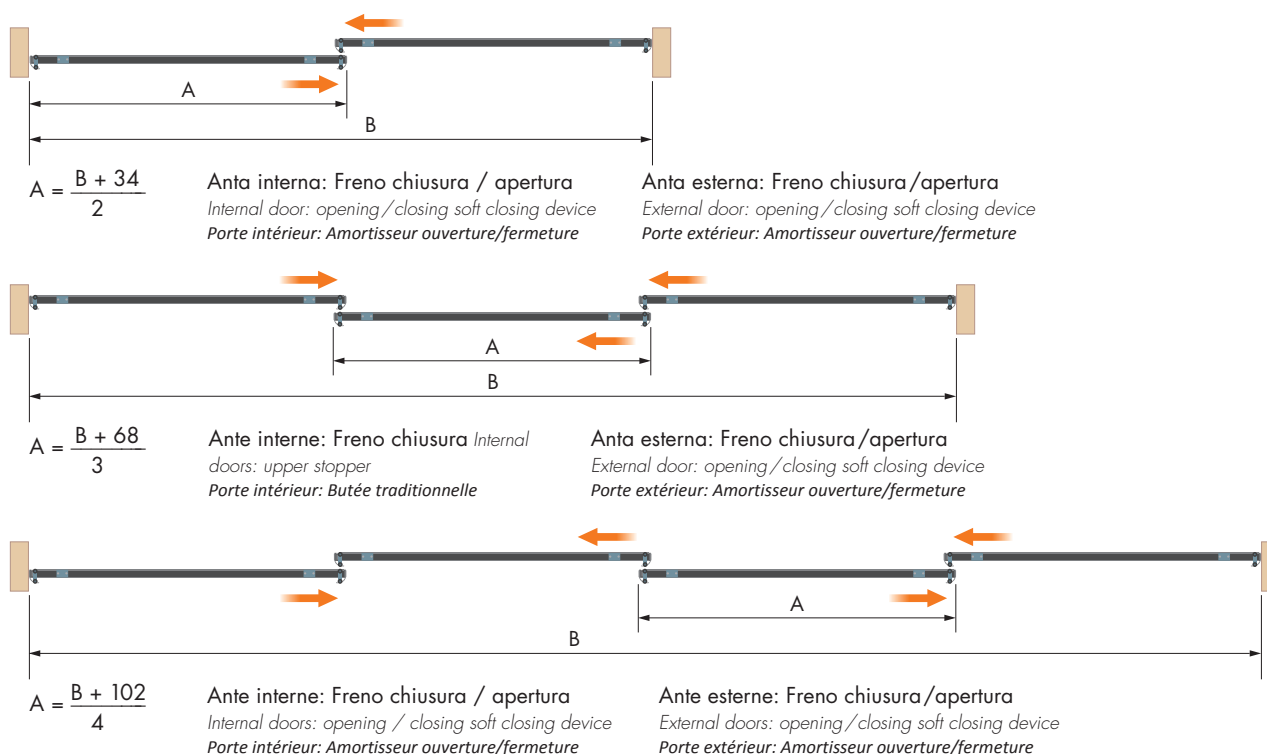 A
B
A = B + 34 / 2
Anta interna: Freno chiusura / apertura
Internal door: opening/closing soft closing device
Porte intérieur: Amortisseur ouverture/fermeture
Anta esterna: Freno chiusura/apertura
External door: opening/closing soft closing device
Porte extérieur: Amortisseur ouverture/fermeture
A
B
A = B + 68 / 3
Ante interne: Freno chiusura Internal
doors: upper stopper
Porte intérieur: Butée traditionnelle
Anta esterna: Freno chiusura/apertura
External door: opening/closing soft closing device
Porte extérieur: Amortisseur ouverture/fermeture
A
B
A = B + 102 / 4
Ante interne: Freno chiusura / apertura
Internal doors: opening / closing soft closing device
Porte intérieur: Amortisseur ouverture/fermeture
Ante esterne: Freno chiusura/apertura
External doors: opening/closing soft closing device
Porte extérieur: Amortisseur ouverture/fermeture